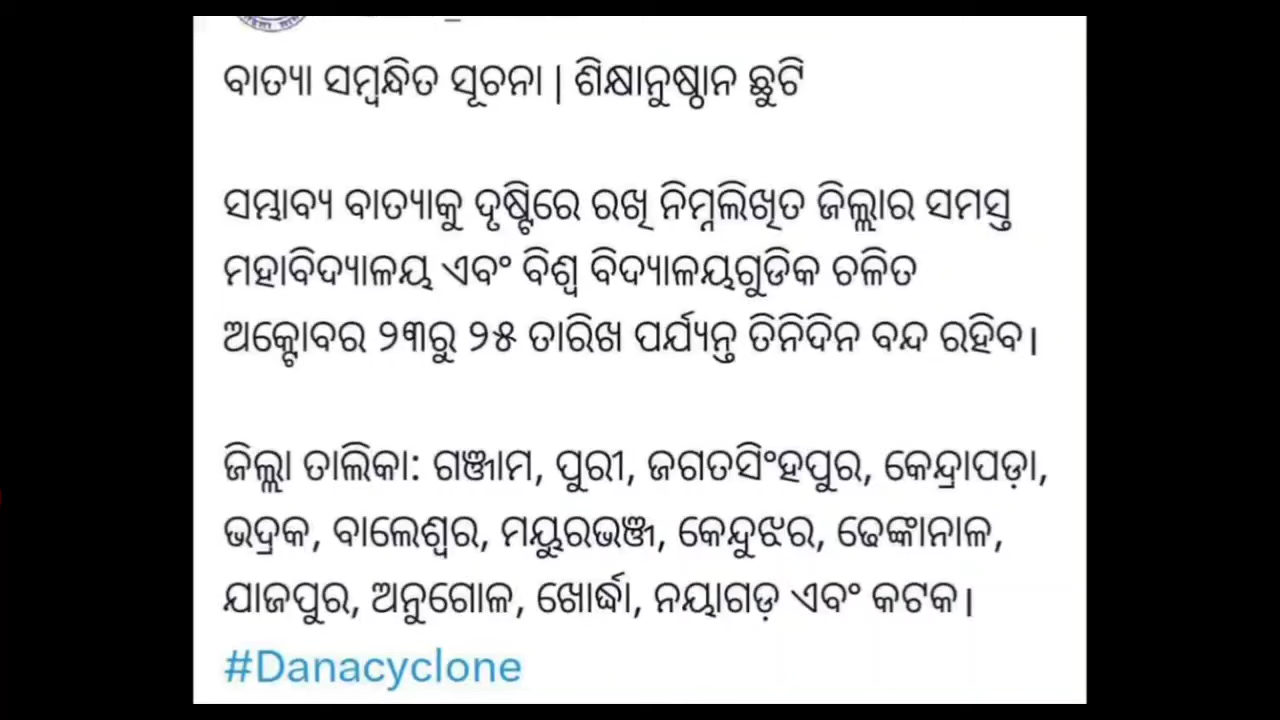 ବାତ୍ୟା ସମ୍ବନ୍ଧିତ ସୂଚନା | ଶିକ୍ଷାନୁଷ୍ଠାନ ଛୁଟି
ସମ୍ଭାବ୍ୟ ବାତ୍ୟାକୁ ଦୃଷ୍ଟିରେ ରଖି ନିମ୍ନଲିଖିତ ଜିଲ୍ଲାର ସମସ୍ତ
ମହାବିଦ୍ୟାଳୟ ଏବଂ ବିଶ୍ୱ ବିଦ୍ୟାଳୟଗୁଡିକ ଚଳିତ
ଅକ୍ଟୋବର ୨୩ରୁ ୨୫ ତାରିଖ ପର୍ଯ୍ୟନ୍ତ ତିନିଦିନ ବନ୍ଦ ରହିବ।
ଜିଲ୍ଲା ତାଲିକା: ଗଞ୍ଜାମ, ପୁରୀ, ଜଗତସିଂହପୁର, କେନ୍ଦ୍ରାପଡ଼ା,
ଭଦ୍ରକ, ବାଲେଶ୍ୱର, ମୟୁରଭଞ୍ଜ, କେନ୍ଦୁଝର, ଢେଙ୍କାନାଳ,
ଯାଜପୁର, ଅନୁଗୋଳ, ଖୋର୍ଦ୍ଧା, ନୟାଗଡ଼ ଏବଂ କଟକ।
#Danacyclone